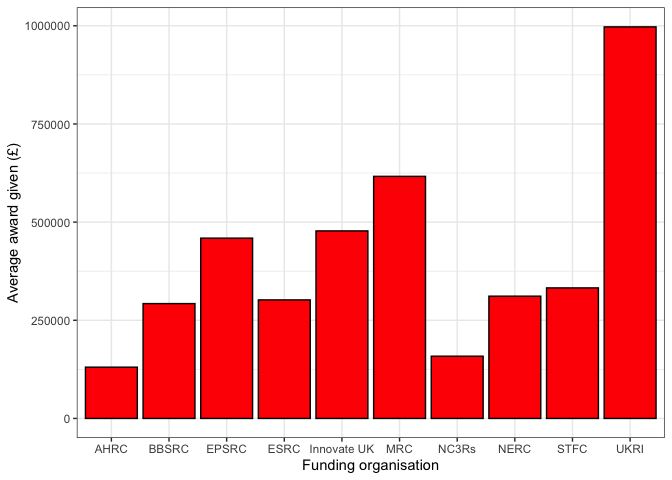 Average award given (£)
1000000
750000
500000
250000
0
AHRC BBSRC EPSRC ESRC Innovate UK MRC NC3Rs NERC STFC UKRI
Funding organisation